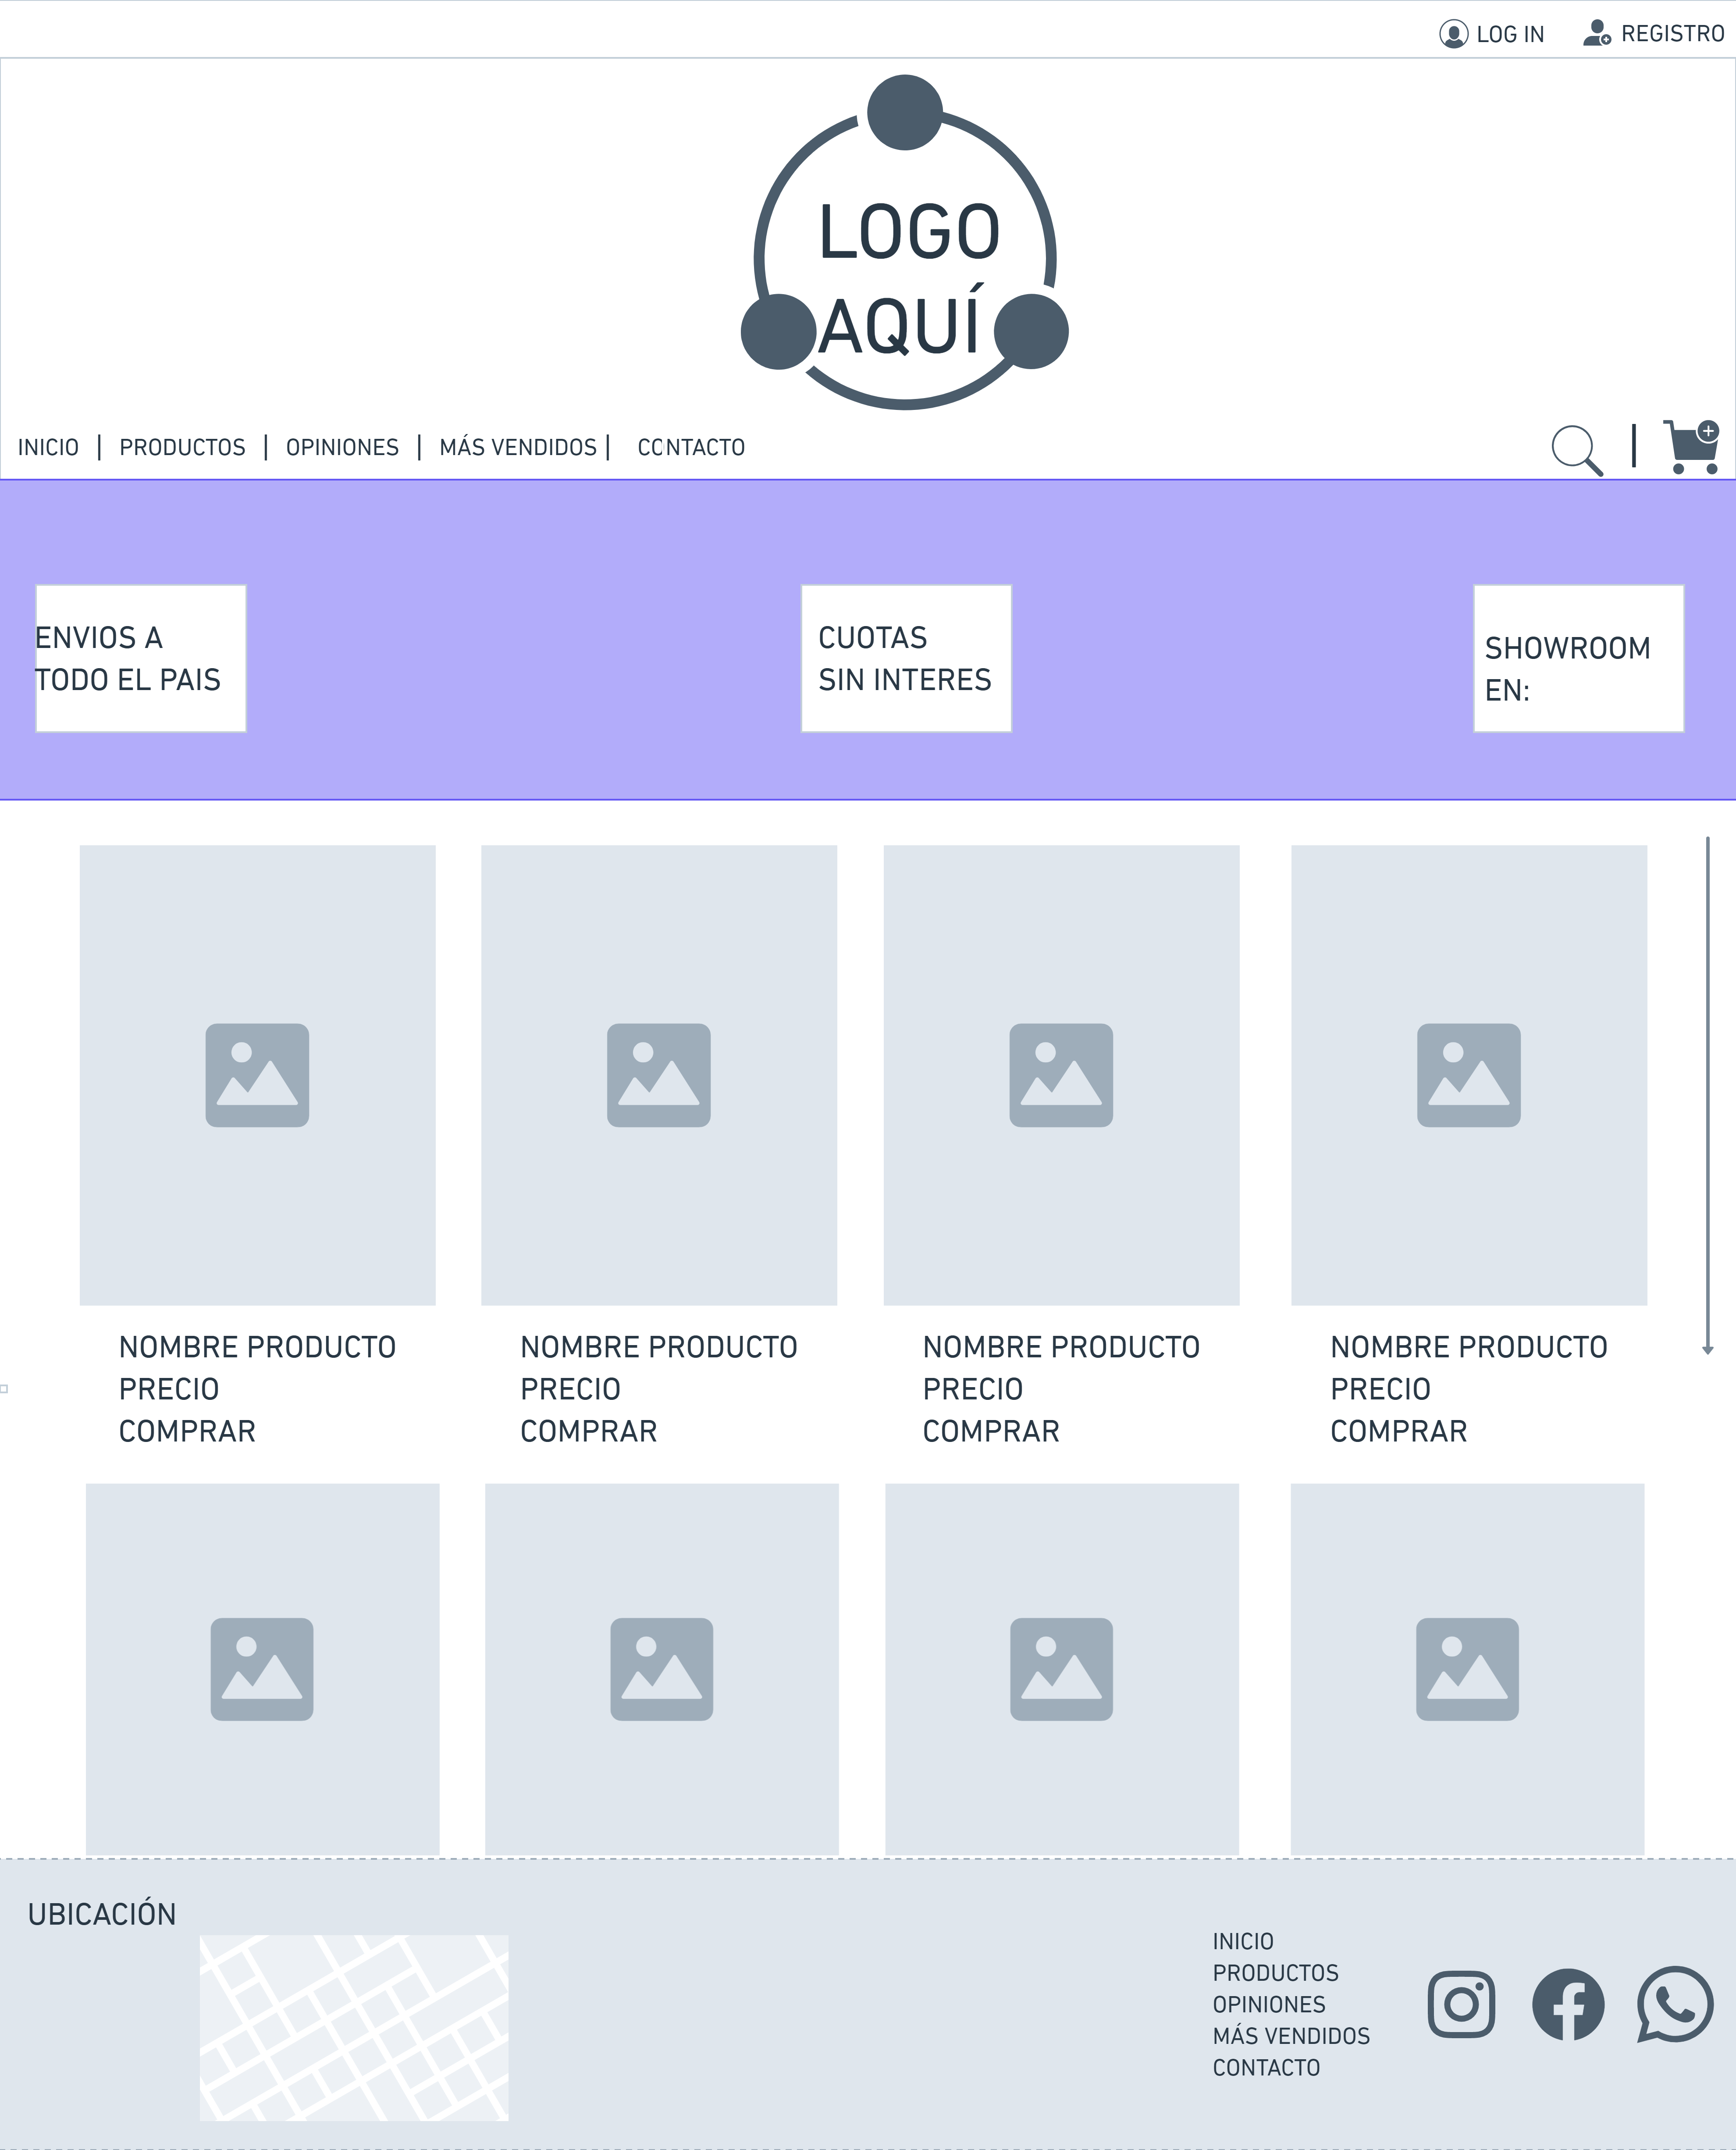 LOG IN REGISTRO
LOGO
AQUÍ
INICIO | PRODUCTOS | OPINIONES | MÁS VENDIDOS | CONTACTO
ENVIOS A
TODO EL PAIS
CUOTAS
SIN INTERES
SHOWROOM
EN:
NOMBRE PRODUCTO
PRECIO
COMPRAR
NOMBRE PRODUCTO
PRECIO
COMPRAR
NOMBRE PRODUCTO
PRECIO
COMPRAR
NOMBRE PRODUCTO
PRECIO
COMPRAR
UBICACIÓN
INICIO
PRODUCTOS
OPINIONES
MÁS VENDIDOS
CONTACTO